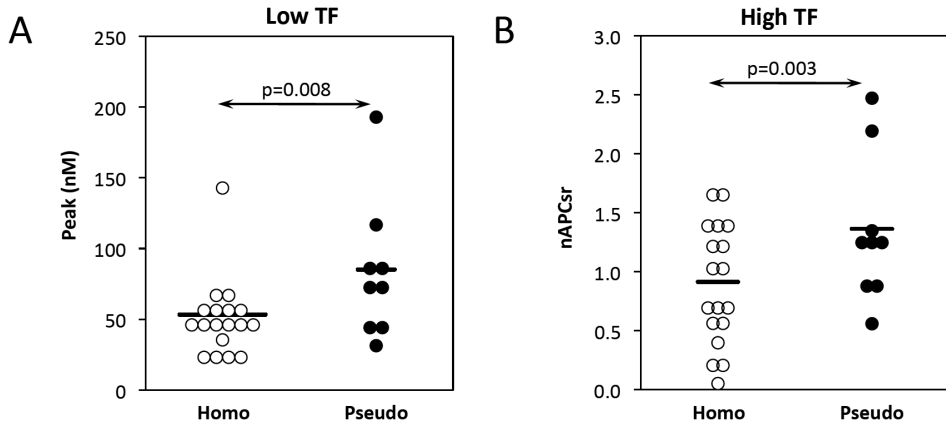 A
Low TF
250
200
150
100
50
0
Peak (nM)
p=0.008
Homo
Pseudo
B
High TF
3.0
2.5
2.0
1.5
1.0
0.5
0.0
nAPCsr
p=0.003
Homo
Pseudo